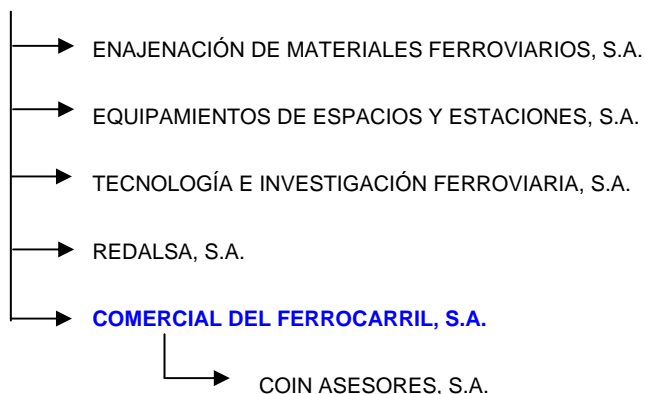 ENAJENACIÓN DE MATERIALES FERROVIARIOS, S.A.
EQUIPAMIENTOS DE ESPACIOS Y ESTACIONES, S.A.
TECNOLOGÍA E INVESTIGACIÓN FERROVIARIA, S.A.
REDALSA, S.A.
COMERCIAL DEL FERROCARRIL, S.A.
COIN ASESORES, S.A.